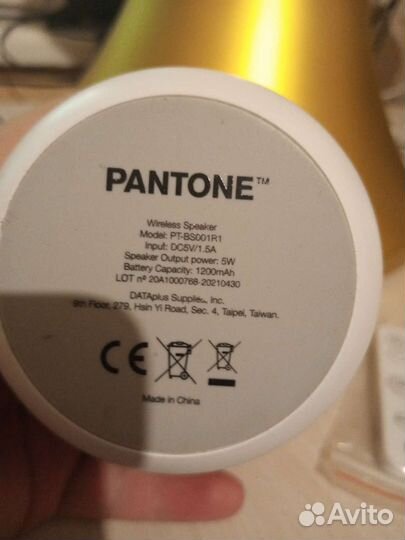 PANTONE™
Wireless Speaker
Model: PT-BS001R1
Input: DC5V/1.5A
Speaker Output power: 5W
Battery Capacity: 1200mAh
LOT nº 20A1000768-20210430
DATAplus Supplies, Inc.
9th Floor, 279, Hsin Yi Road, Sec. 4, Taipei, Taiwan.
CE
Made in China
Avito